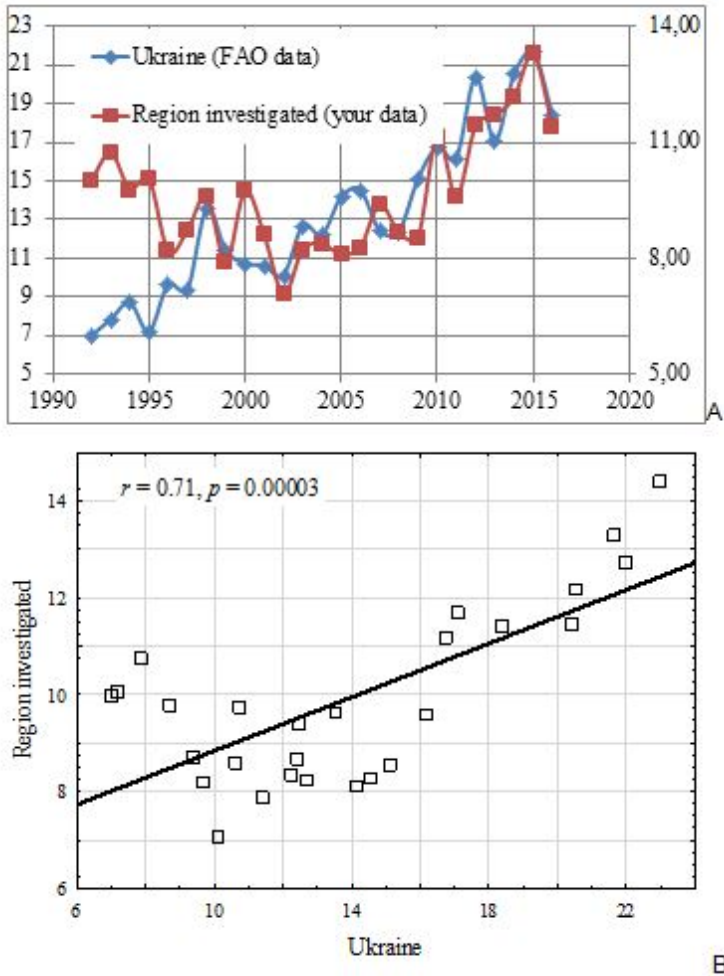 23
21
19
17
15
13
11
9
7
5
14,00
11,00
8,00
5,00
Ukraine (FAO data)
Region investigated (your data)
1990 1995 2000 2005 2010 2015 2020
A
r = 0.71, p = 0.00003
14
12
10
8
6
Region investigated
6 10 14 18 22
Ukraine